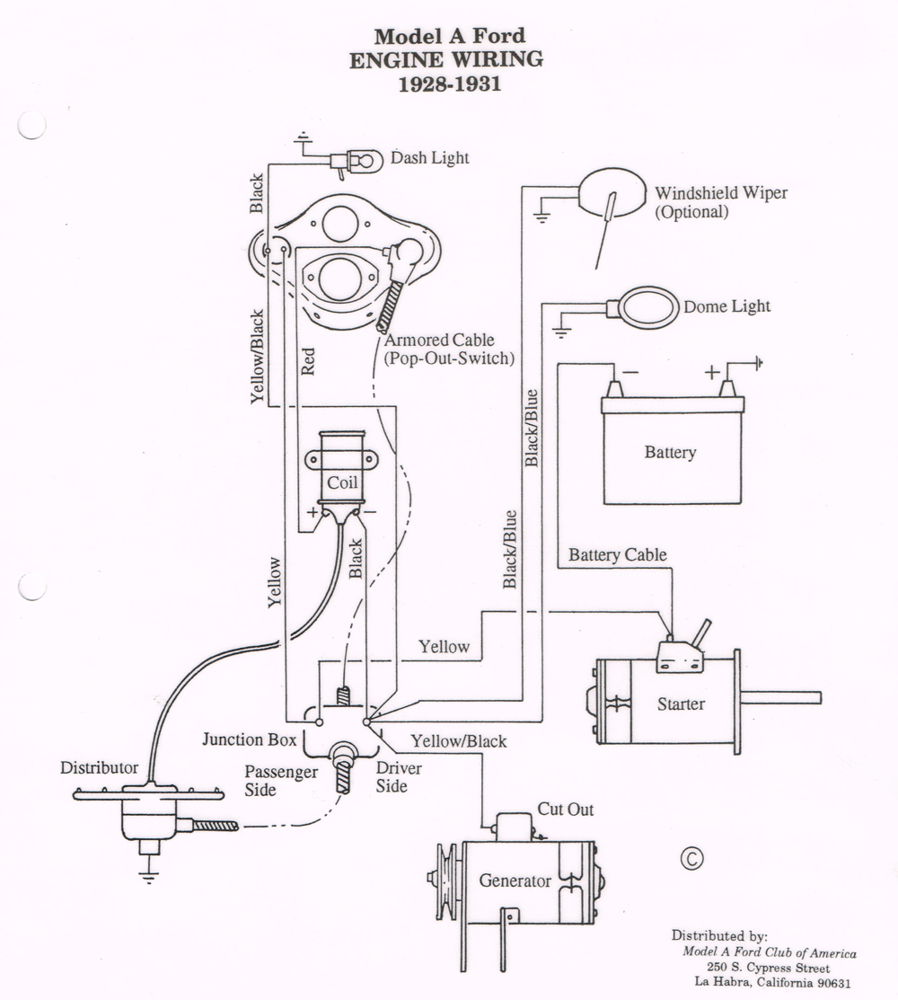 Model A Ford
ENGINE WIRING
1928-1931
Dash Light
Black
Windshield Wiper
(Optional)
Dome Light
Yellow/Black
Red
Armored Cable
(Pop-Out-Switch)
Black/Blue
− +
Battery
Coil
+ −
Black
Black/Blue
Battery Cable
Yellow
Yellow
Starter
Junction Box
Yellow/Black
Distributor
Passenger
Side
Driver
Side
Cut Out
Generator
©
Distributed by:
Model A Ford Club of America
250 S. Cypress Street
La Habra, California 90631